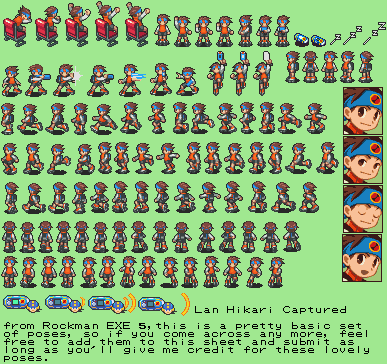 z z Z
z z Z
Lan Hikari Captured
from Rockman EXE 5,this is a pretty basic set
of poses, so if you come across any more, feel
free to add them to this sheet and submit as
long as you'll give me credit for these lovely
poses.